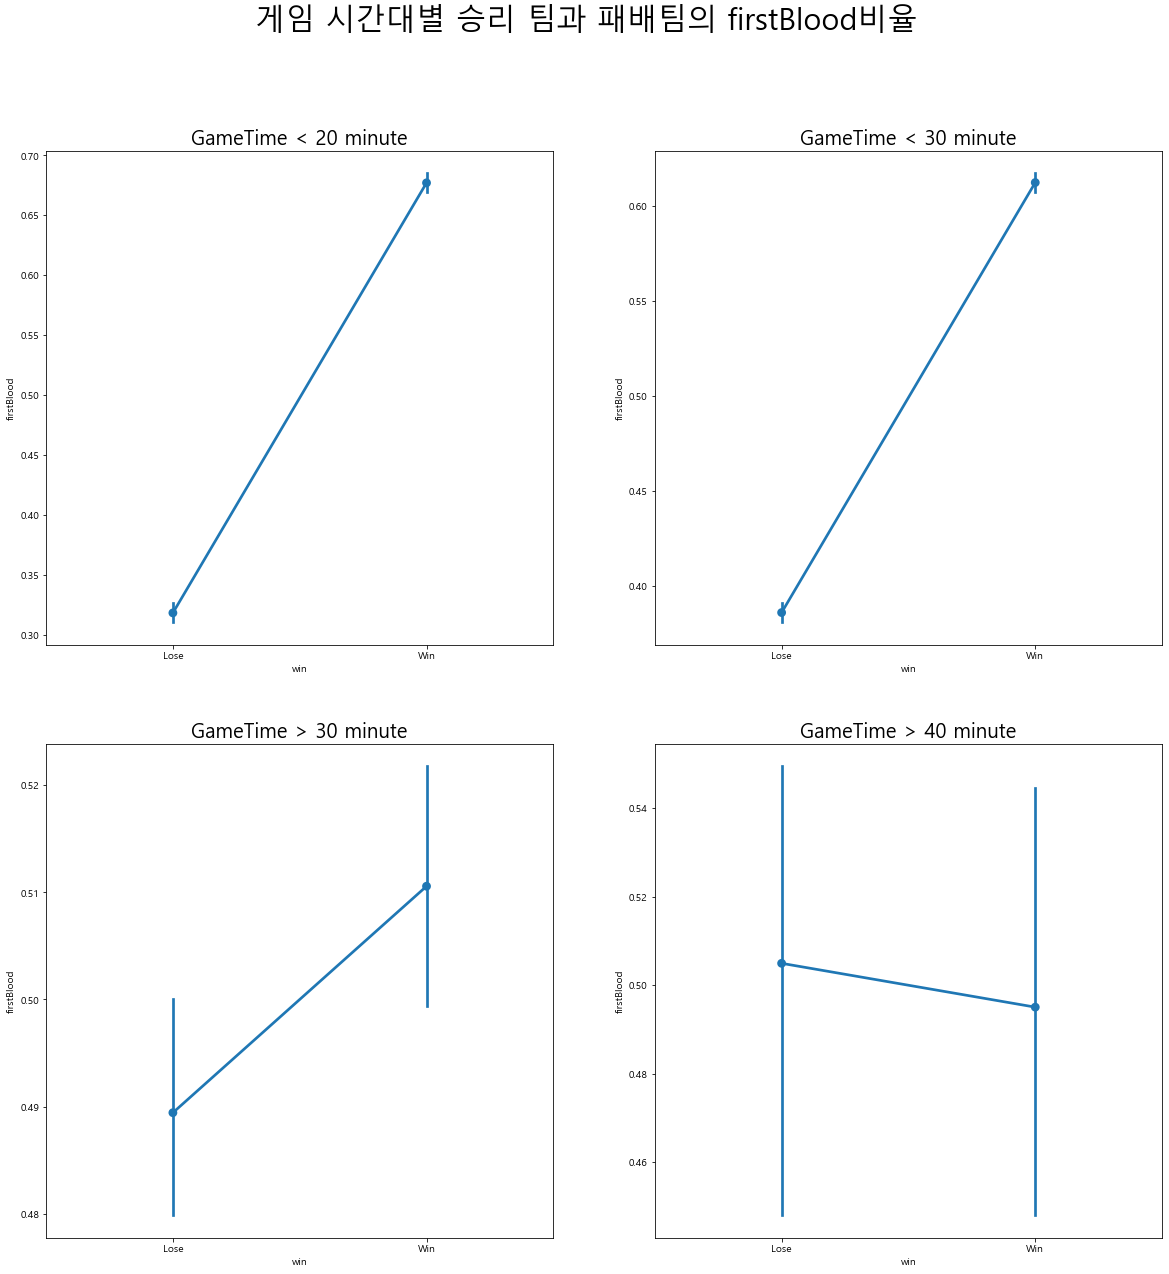 게임 시간대별 승리 팀과 패배팀의 firstBlood비율
GameTime < 20 minute
0.70
0.65
0.60
0.55
0.50
0.45
0.40
0.35
0.30
firstBlood
Lose Win
win
GameTime < 30 minute
0.60
0.55
0.50
0.45
0.40
firstBlood
Lose Win
win
GameTime > 30 minute
0.52
0.51
0.50
0.49
0.48
firstBlood
Lose Win
win
GameTime > 40 minute
0.54
0.52
0.50
0.48
0.46
firstBlood
Lose Win
win